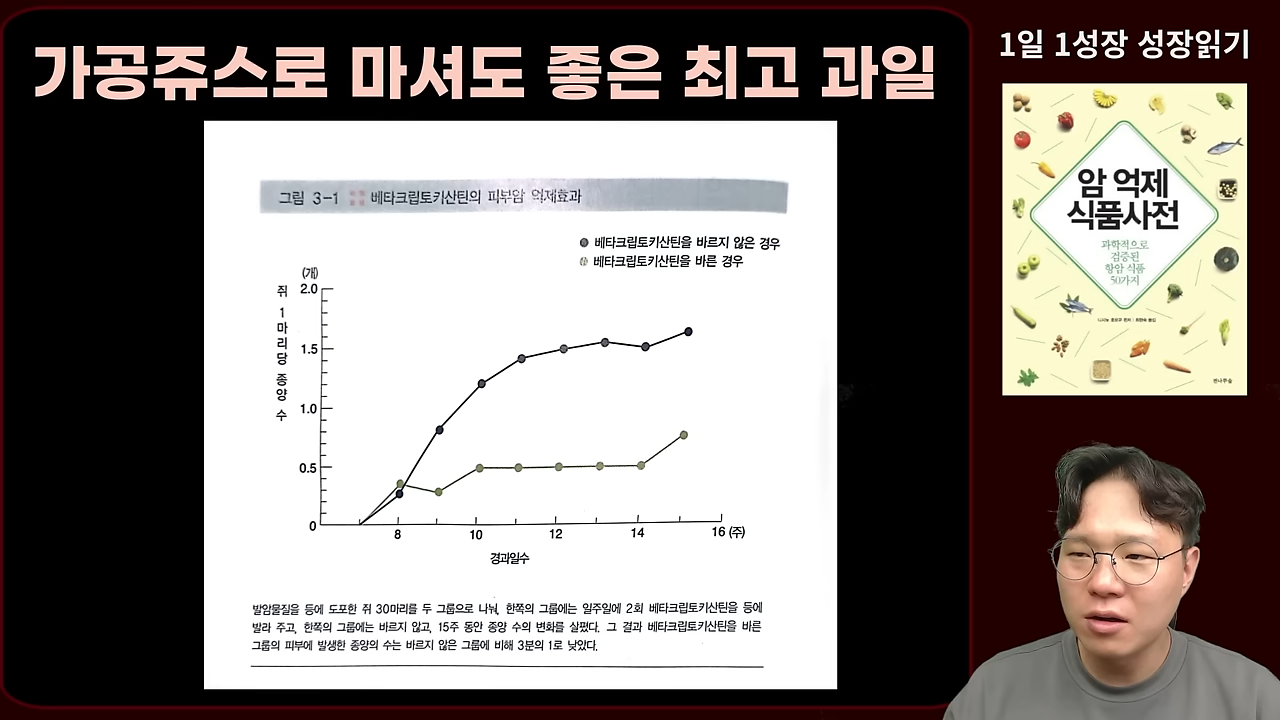 가공쥬스로 마셔도 좋은 최고 과일
1일 1성장 성장읽기
암 억제
식품사전
과학적으로
검증된
항암 식품
50가지
전나무숲
그림 3-1 베타크립토키산틴의 피부암 억제효과
베타크립토키산틴을 바르지 않은 경우
베타크립토키산틴을 바른 경우
(개)
쥐 1마리당 종양 수
2.0
1.5
1.0
0.5
0
8 10 12 14 16 (주)
경과일수
발암물질을 등에 도포한 쥐 30마리를 두 그룹으로 나눠, 한쪽의 그룹에는 일주일에 2회 베타크립토키산틴을 등에
발라 주고, 한쪽의 그룹에는 바르지 않고, 15주 동안 종양 수의 변화를 살폈다. 그 결과 베타크립토키산틴을 바른
그룹의 피부에 발생한 종양의 수는 바르지 않은 그룹에 비해 3분의 1로 낮았다.